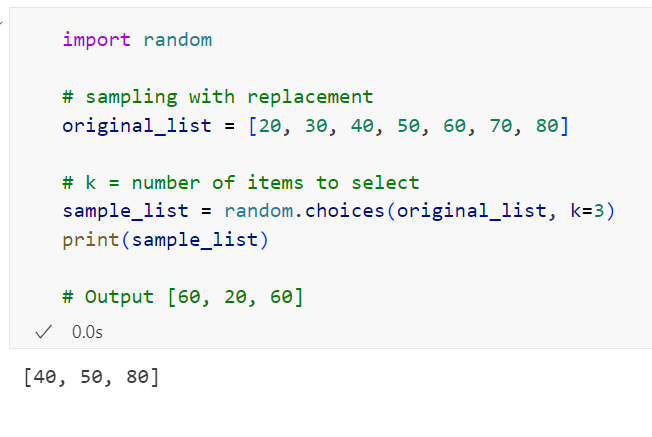 import random
# sampling with replacement
original_list = [20, 30, 40, 50, 60, 70, 80]
# k = number of items to select
sample_list = random.choices(original_list, k=3)
print(sample_list)
# Output [60, 20, 60]
0.0s
[40, 50, 80]